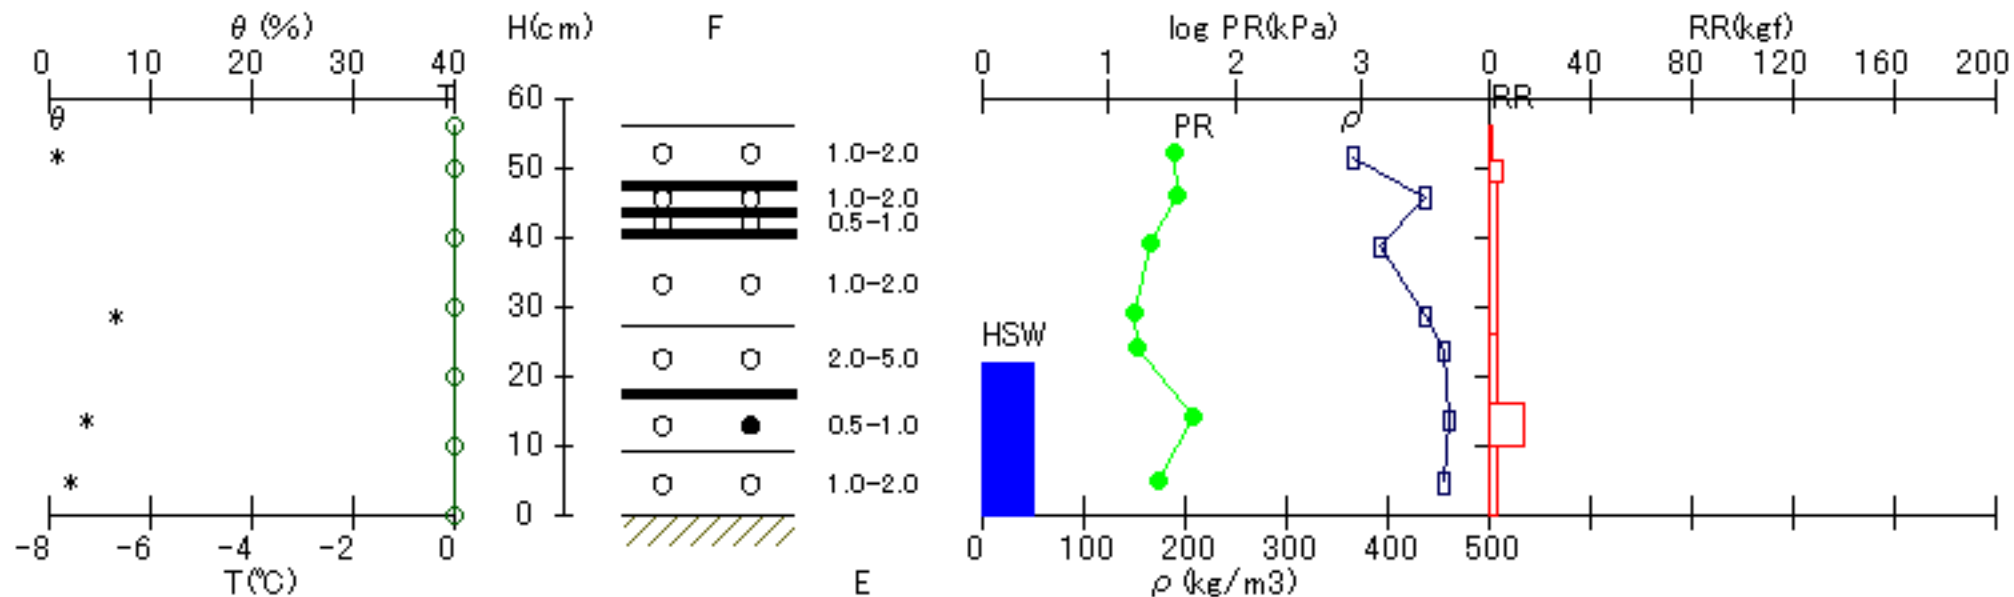 θ (%) H(cm) F log PR(kPa) RR(kgf)
0 10 20 30 40 0 1 2 3 0 40 80 120 160 200
T 60 RR
θ PR ρ
1.0-2.0
50
1.0-2.0
0.5-1.0
40
1.0-2.0
30
HSW
2.0-5.0
20
0.5-1.0
10
1.0-2.0
0
-8 -6 -4 -2 0 0 100 200 300 400 500
T(℃) E ρ (kg/m3)